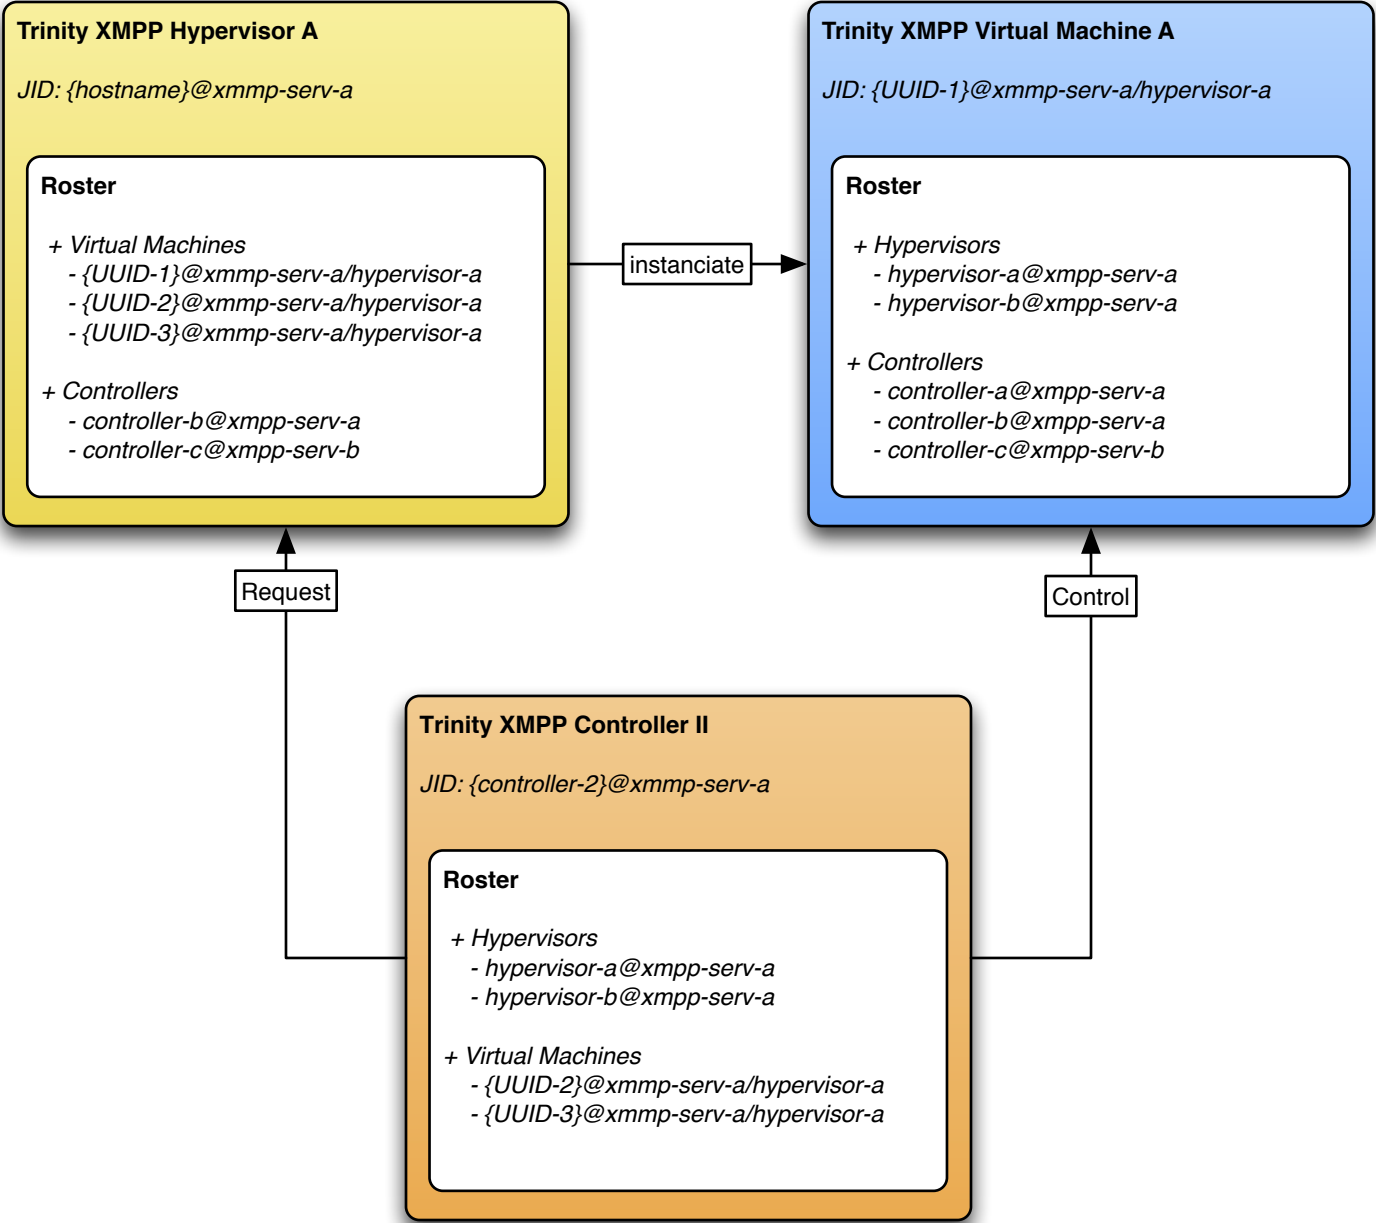 Trinity XMPP Hypervisor A
JID: {hostname}@xmmp-serv-a
Roster
+ Virtual Machines
- {UUID-1}@xmmp-serv-a/hypervisor-a
- {UUID-2}@xmmp-serv-a/hypervisor-a
- {UUID-3}@xmmp-serv-a/hypervisor-a
+ Controllers
- controller-b@xmpp-serv-a
- controller-c@xmpp-serv-b
instanciate
Trinity XMPP Virtual Machine A
JID: {UUID-1}@xmmp-serv-a/hypervisor-a
Roster
+ Hypervisors
- hypervisor-a@xmpp-serv-a
- hypervisor-b@xmpp-serv-a
+ Controllers
- controller-a@xmpp-serv-a
- controller-b@xmpp-serv-a
- controller-c@xmpp-serv-b
Request
Control
Trinity XMPP Controller II
JID: {controller-2}@xmmp-serv-a
Roster
+ Hypervisors
- hypervisor-a@xmpp-serv-a
- hypervisor-b@xmpp-serv-a
+ Virtual Machines
- {UUID-2}@xmmp-serv-a/hypervisor-a
- {UUID-3}@xmmp-serv-a/hypervisor-a